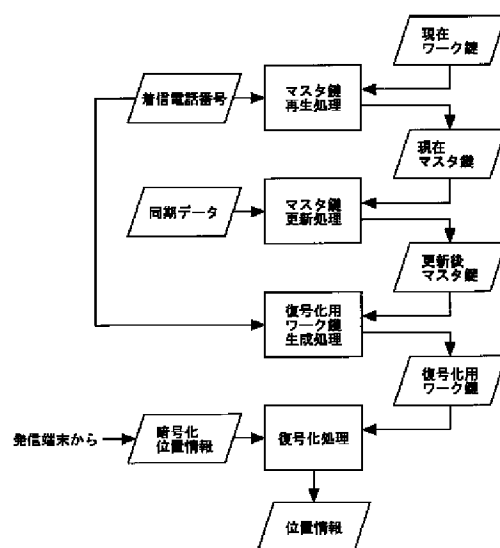 現在
ワーク鍵
着信電話番号
マスタ鍵
再生処理
現在
マスタ鍵
同期データ
マスタ鍵
更新処理
更新後
マスタ鍵
復号化用
ワーク鍵
生成処理
復号化用
ワーク鍵
発信端末から
暗号化
位置情報
復号化処理
位置情報